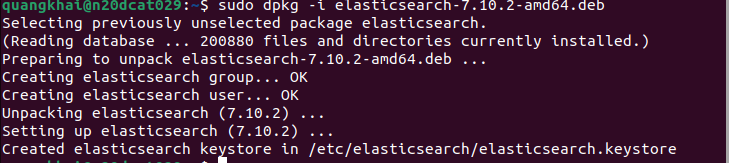 quangkhai@n20dcat029:~$ sudo dpkg -i elasticsearch-7.10.2-amd64.deb
Selecting previously unselected package elasticsearch.
(Reading database ... 200880 files and directories currently installed.)
Preparing to unpack elasticsearch-7.10.2-amd64.deb ...
Creating elasticsearch group... OK
Creating elasticsearch user... OK
Unpacking elasticsearch (7.10.2) ...
Setting up elasticsearch (7.10.2) ...
Created elasticsearch keystore in /etc/elasticsearch/elasticsearch.keystore